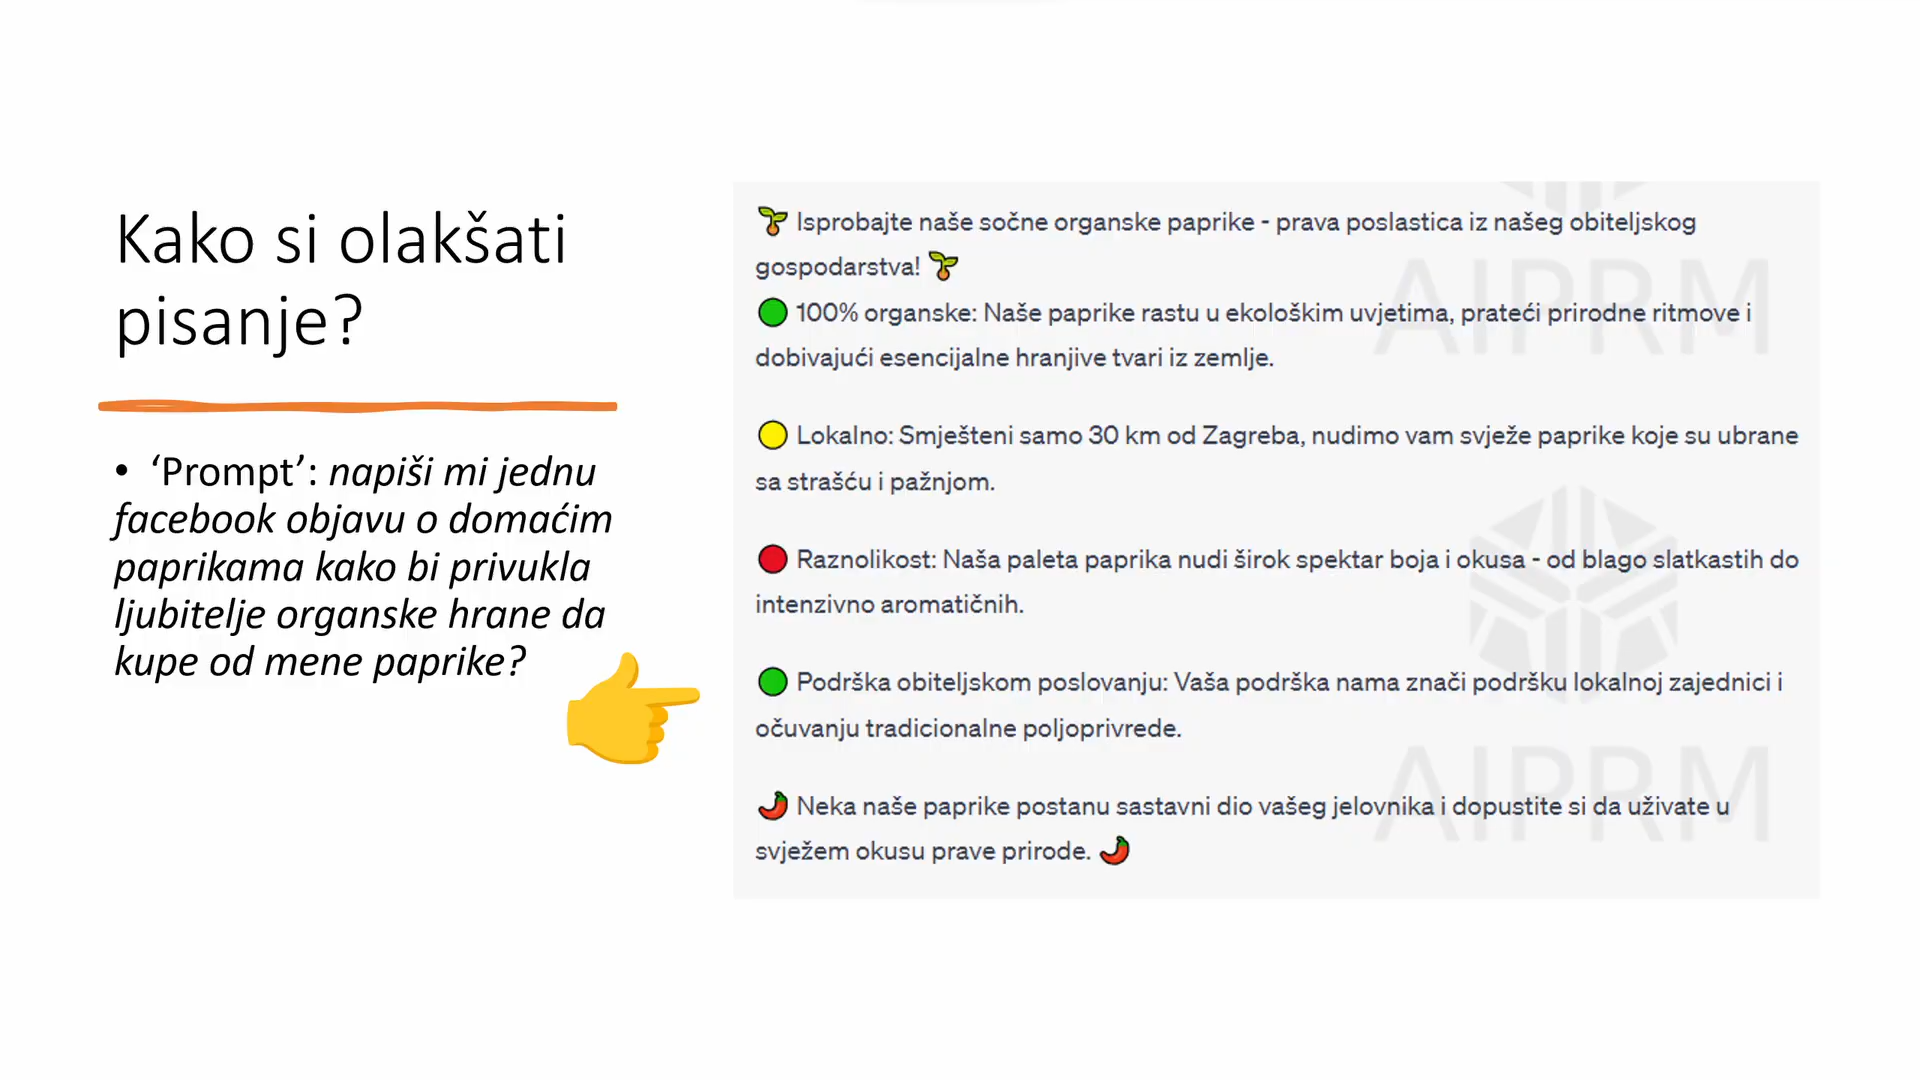 Kako si olakšati
pisanje?
• ‘Prompt’: napiši mi jednu
facebook objavu o domaćim
paprikama kako bi privukla
ljubitelje organske hrane da
kupe od mene paprike?
🌱 Isprobajte naše sočne organske paprike - prava poslastica iz našeg obiteljskog
gospodarstva! 🌱
🟢 100% organske: Naše paprike rastu u ekološkim uvjetima, prateći prirodne ritmove i
dobivajući esencijalne hranjive tvari iz zemlje.
🟡 Lokalno: Smješteni samo 30 km od Zagreba, nudimo vam svježe paprike koje su ubrane
sa strašću i pažnjom.
🔴 Raznolikost: Naša paleta paprika nudi širok spektar boja i okusa - od blago slatkastih do
intenzivno aromatičnih.
🟢 Podrška obiteljskom poslovanju: Vaša podrška nama znači podršku lokalnoj zajednici i
očuvanju tradicionalne poljoprivrede.
🌶️ Neka naše paprike postanu sastavni dio vašeg jelovnika i dopustite si da uživate u
svježem okusu prave prirode. 🌶️
AIPRM
AIPRM